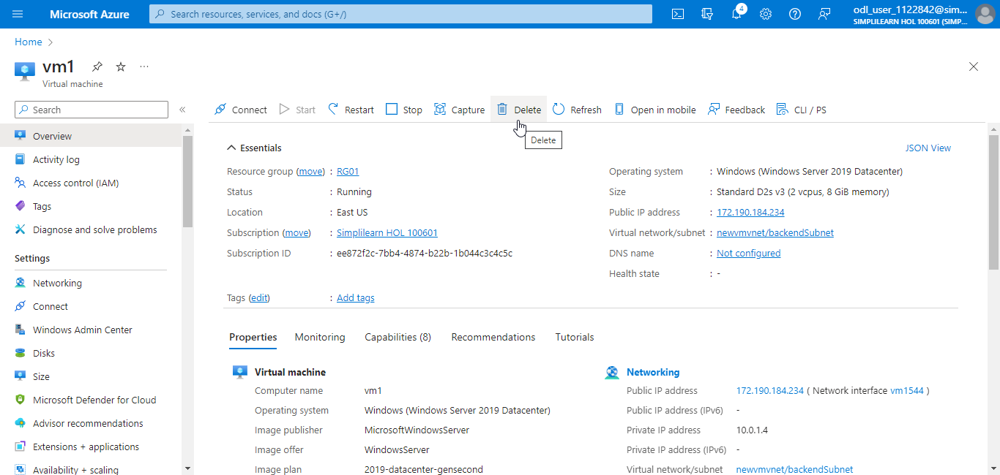 Microsoft Azure
Search resources, services, and docs (G+/)
4
odl_user_1122842@sim...
SIMPLILEARN HOL 100601 (SIMP...
Home
vm1
...
Virtual machine
Search
«
Connect Start Restart Stop Capture Delete Refresh Open in mobile Feedback CLI / PS
Delete
Overview
Activity log
Access control (IAM)
Tags
Diagnose and solve problems
Settings
Networking
Connect
Windows Admin Center
Disks
Size
Microsoft Defender for Cloud
Advisor recommendations
Extensions + applications
Availability + scaling
Essentials
JSON View
Resource group (move) : RG01
Status : Running
Location : East US
Subscription (move) : Simplilearn HOL 100601
Subscription ID : ee872f2c-7bb4-4874-b22b-1b044c3c4c5c
Operating system : Windows (Windows Server 2019 Datacenter)
Size : Standard D2s v3 (2 vcpus, 8 GiB memory)
Public IP address : 172.190.184.234
Virtual network/subnet : newvmvnet/backendSubnet
DNS name : Not configured
Health state : -
Tags (edit) : Add tags
Properties Monitoring Capabilities (8) Recommendations Tutorials
Virtual machine
Computer name vm1
Operating system Windows (Windows Server 2019 Datacenter)
Image publisher MicrosoftWindowsServer
Image offer WindowsServer
Image plan 2019-datacenter-gensecond
Networking
Public IP address 172.190.184.234 ( Network interface vm1544 )
Public IP address (IPv6) -
Private IP address 10.0.1.4
Private IP address (IPv6) -
Virtual network/subnet newvmvnet/backendSubnet